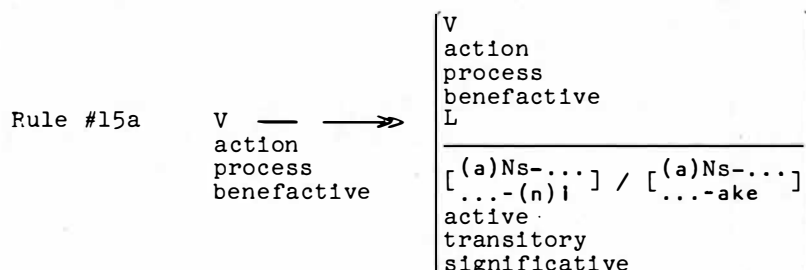 V
action
process
benefactive
L
Rule #15a V
action
process
benefactive
[(a)Ns-... ...-(n)i] / [(a)Ns-... ...-ake]
active
transitory
significative